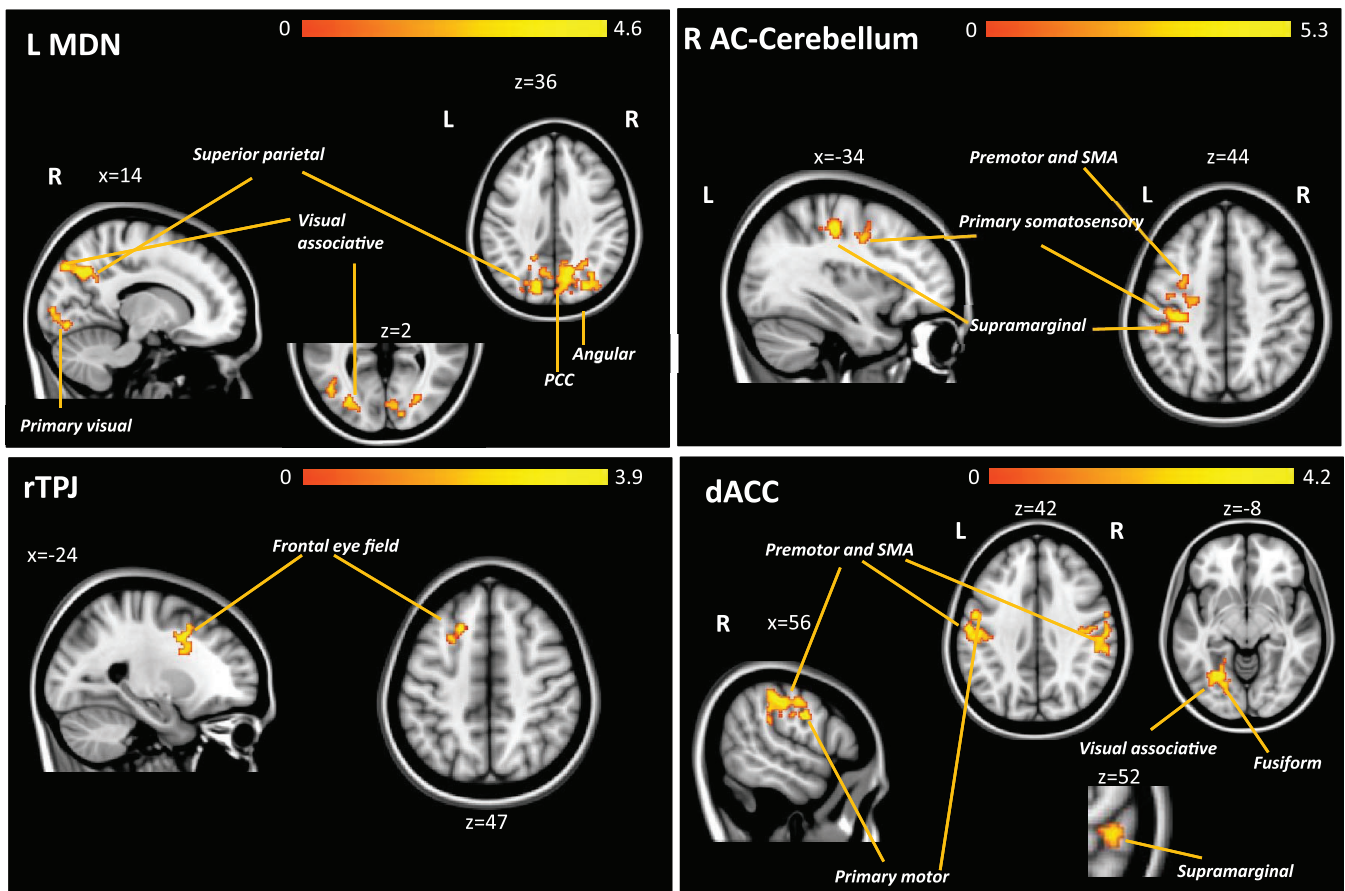 L MDN
0
4.6
z=36
L
R
Superior parietal
R
x=14
Visual
associative
z=2
Angular
PCC
Primary visual
R AC-Cerebellum
0
5.3
x=-34
Premotor and SMA
z=44
L
L
R
Primary somatosensory
Supramarginal
rTPJ
0
3.9
x=-24
Frontal eye field
z=47
dACC
0
4.2
z=42
z=-8
L
R
Premotor and SMA
R
x=56
Visual associative
Fusiform
z=52
Supramarginal
Primary motor